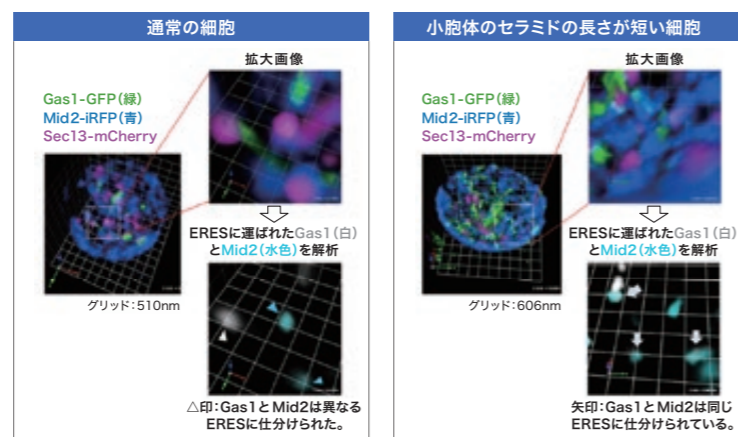 通常の細胞
拡大画像
Gas1-GFP(緑)
Mid2-iRFP(青)
Sec13-mCherry
ERESに運ばれたGas1(白)
とMid2(水色)を解析
グリッド:510nm
△印:Gas1とMid2は異なる
ERESに仕分けられた。
小胞体のセラミドの長さが短い細胞
拡大画像
Gas1-GFP(緑)
Mid2-iRFP(青)
Sec13-mCherry
ERESに運ばれたGas1(白)
とMid2(水色)を解析
グリッド:606nm
矢印:Gas1とMid2は同じ
ERESに仕分けられている。